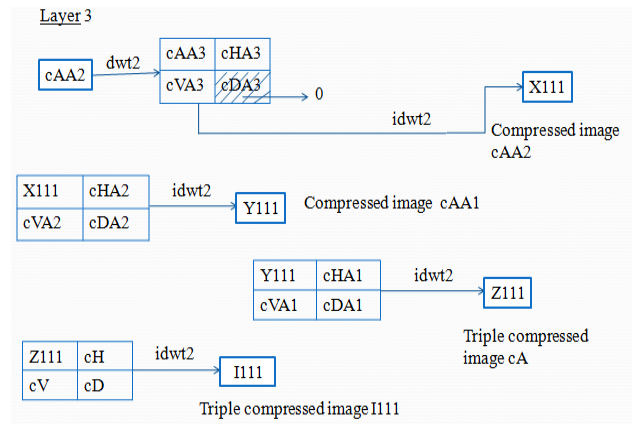 Layer 3
cAA2
dwt2
cAA3 cHA3
cVA3 cDA3
0
idwt2
X111
Compressed image
cAA2
X111 cHA2
cVA2 cDA2
idwt2
Y111
Compressed image cAA1
Y111 cHA1
cVA1 cDA1
idwt2
Z111
Triple compressed
image cA
Z111 cH
cV cD
idwt2
I111
Triple compressed image I111